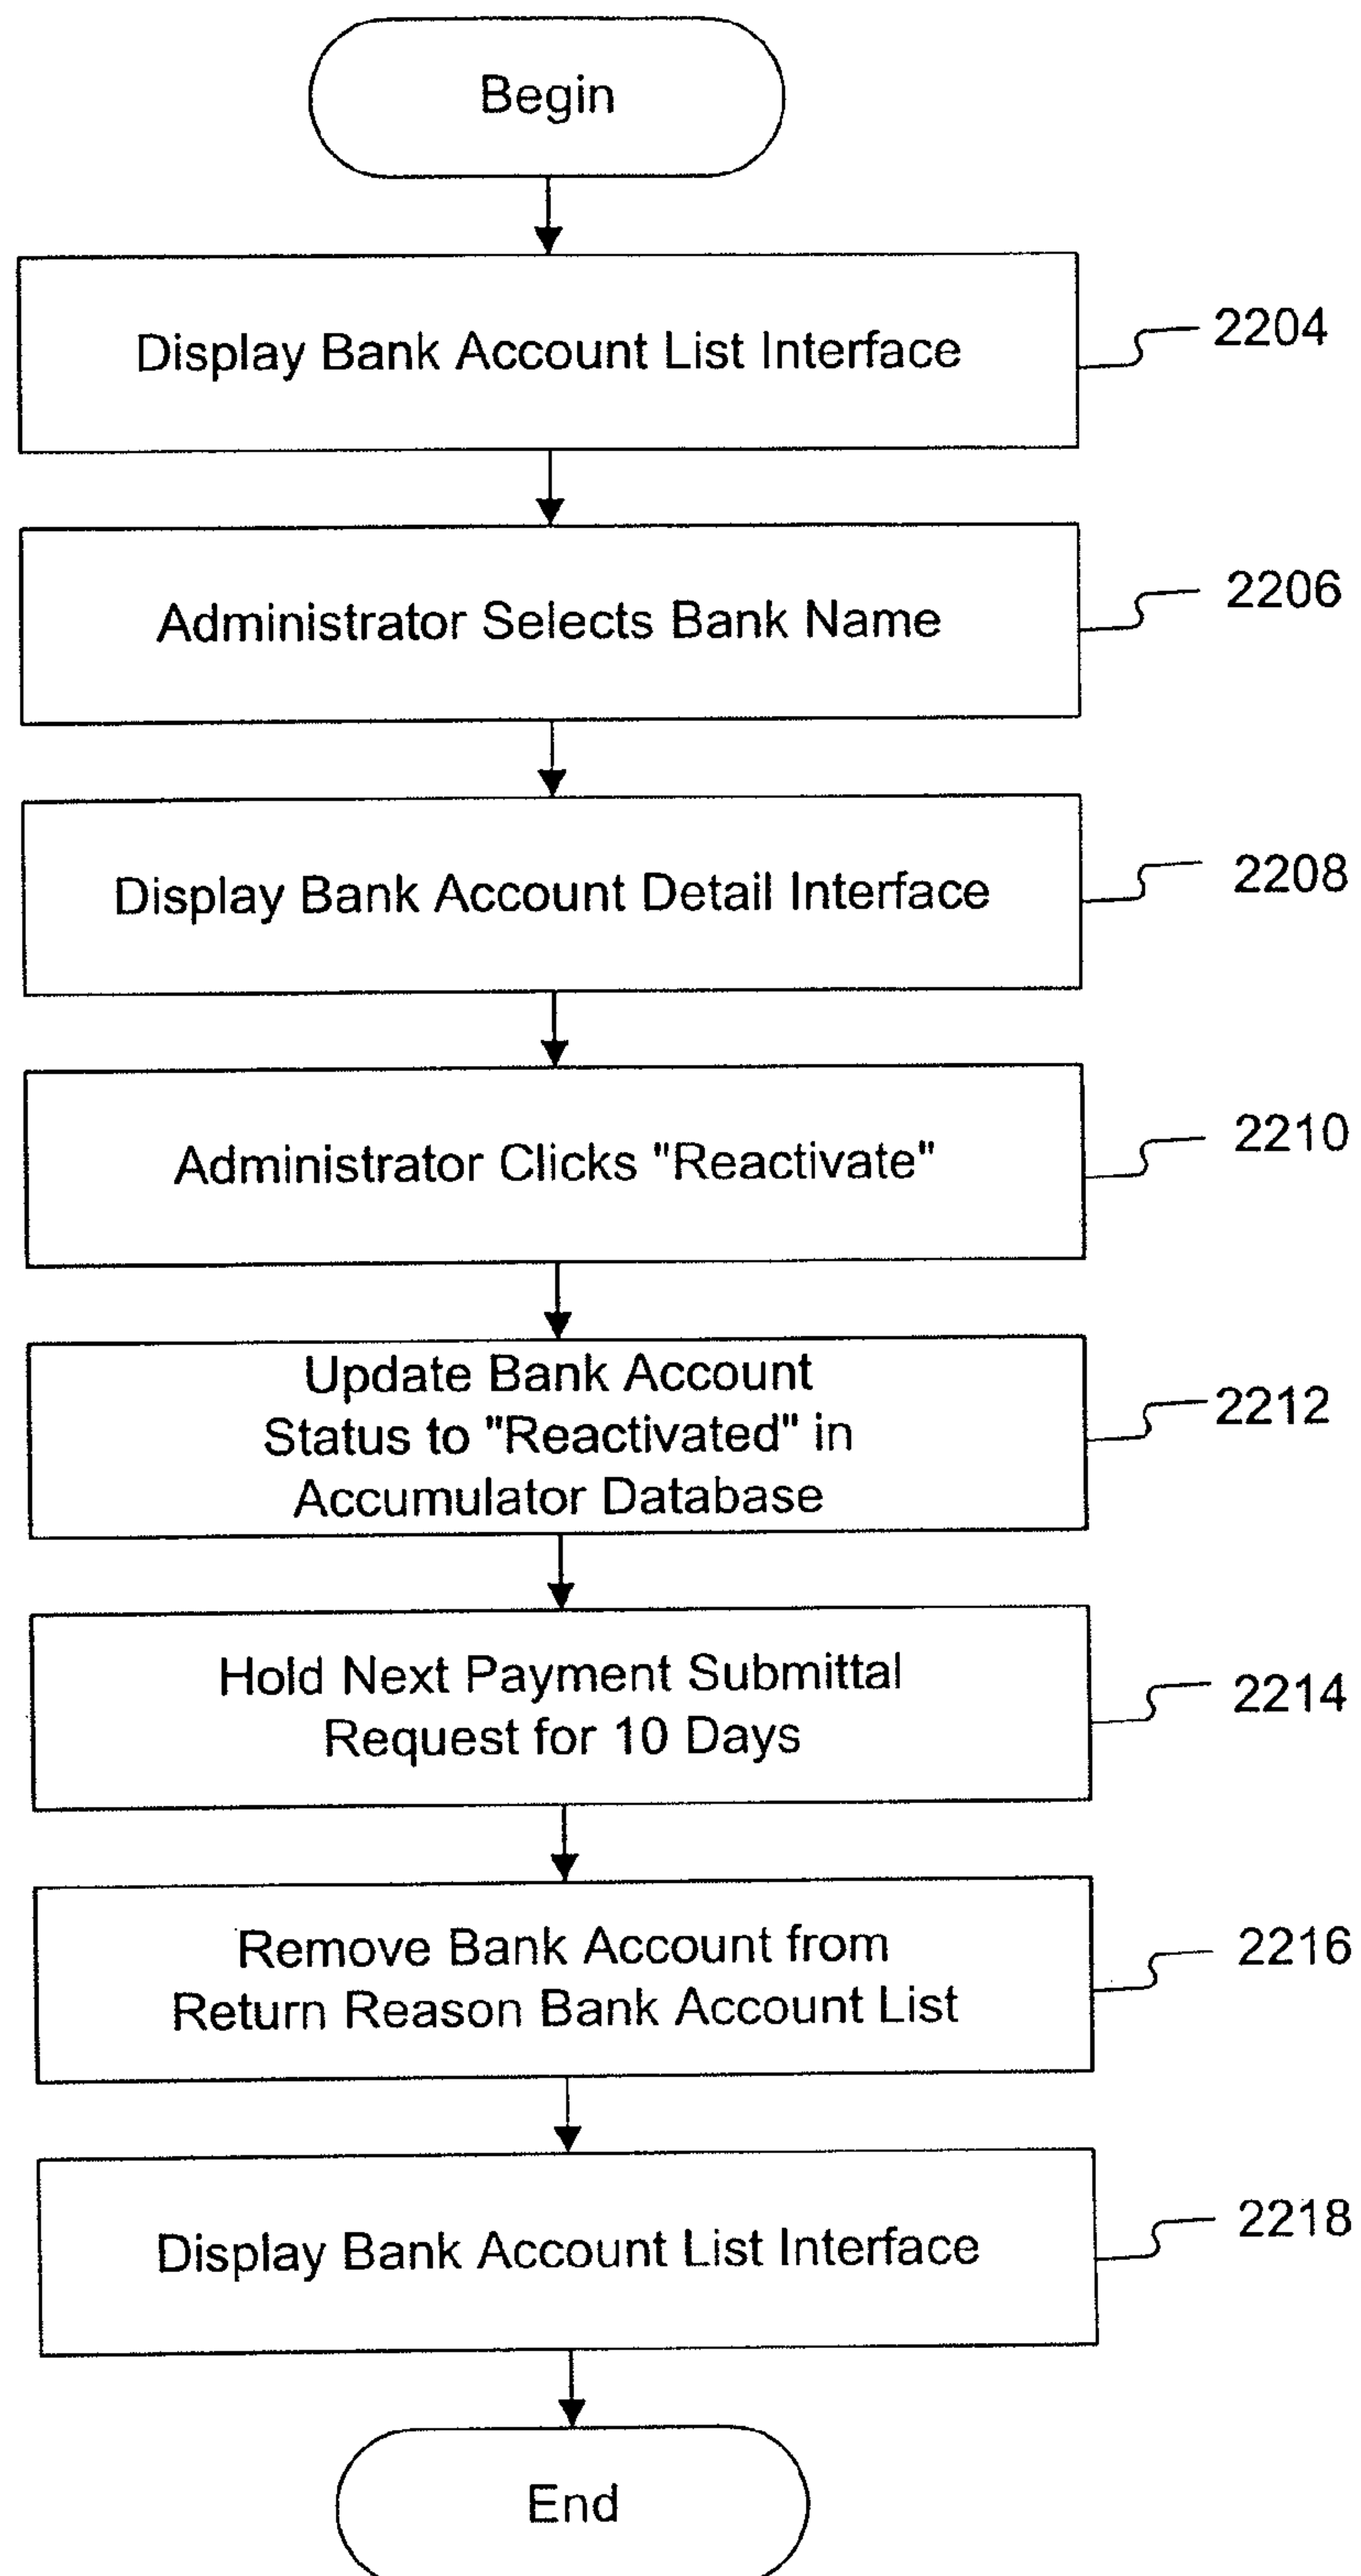 Begin
Display Bank Account List Interface
2204
Administrator Selects Bank Name
2206
Display Bank Account Detail Interface
2208
Administrator Clicks "Reactivate"
2210
Update Bank Account
Status to "Reactivated" in
Accumulator Database
2212
Hold Next Payment Submittal
Request for 10 Days
2214
Remove Bank Account from
Return Reason Bank Account List
2216
Display Bank Account List Interface
2218
End